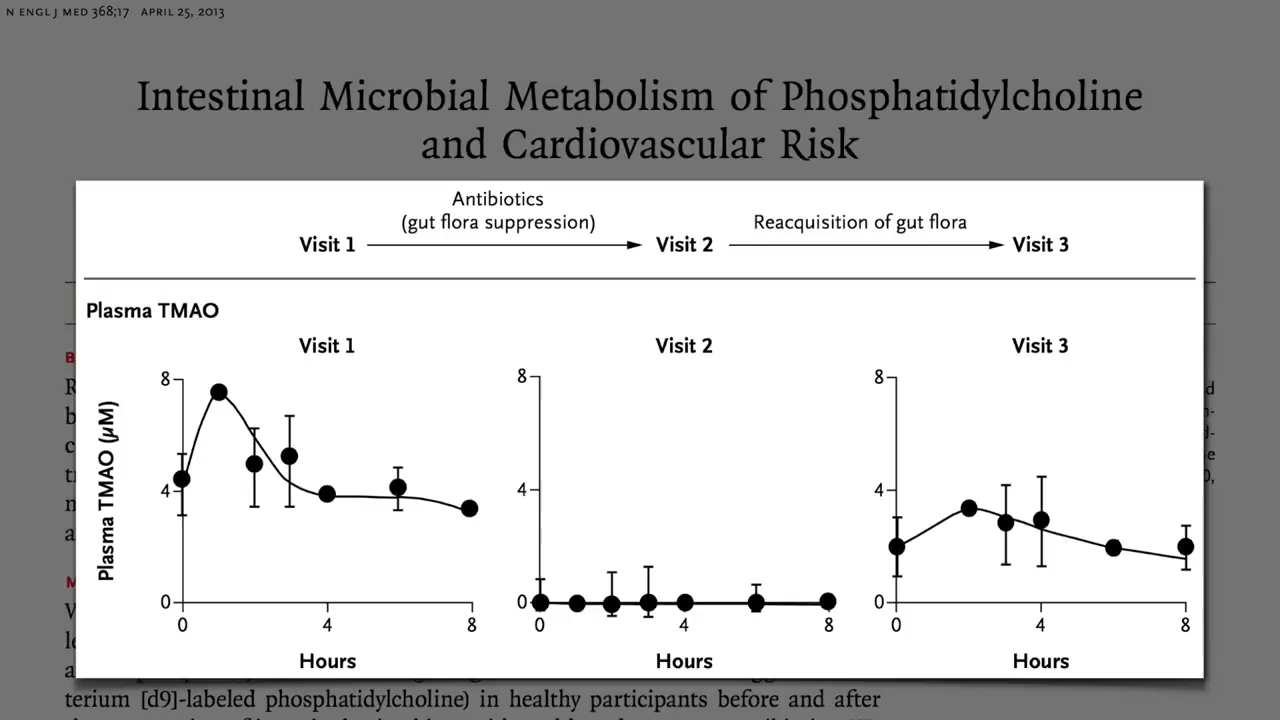 N ENGL J MED 368;17 APRIL 25, 2013
Intestinal Microbial Metabolism of Phosphatidylcholine
and Cardiovascular Risk
Antibiotics
(gut flora suppression)
Reacquisition of gut flora
Visit 1
Visit 2
Visit 3
Plasma TMAO
Visit 1
Visit 2
Visit 3
Plasma TMAO (μM)
8
4
0
0
4
8
Hours
8
4
0
0
4
8
Hours
8
4
0
0
4
8
Hours
terium [d9]-labeled phosphatidylcholine) in healthy participants before and after